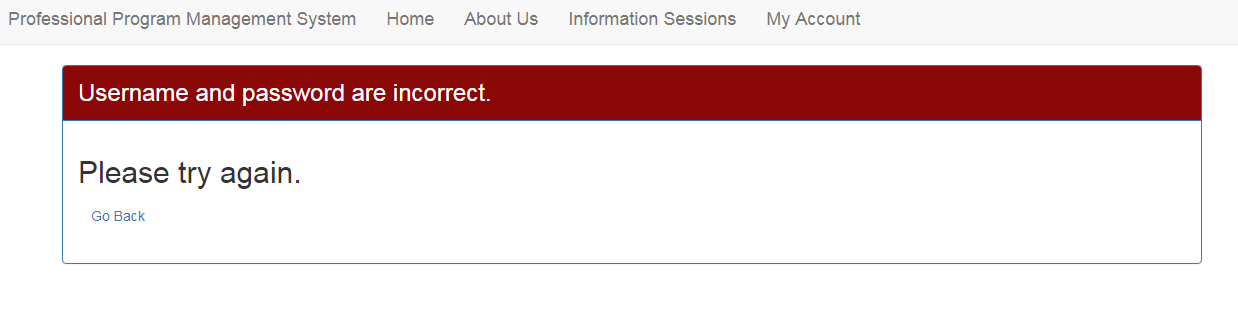 Professional Program Management System Home About Us Information Sessions My Account
Username and password are incorrect.
Please try again.
Go Back